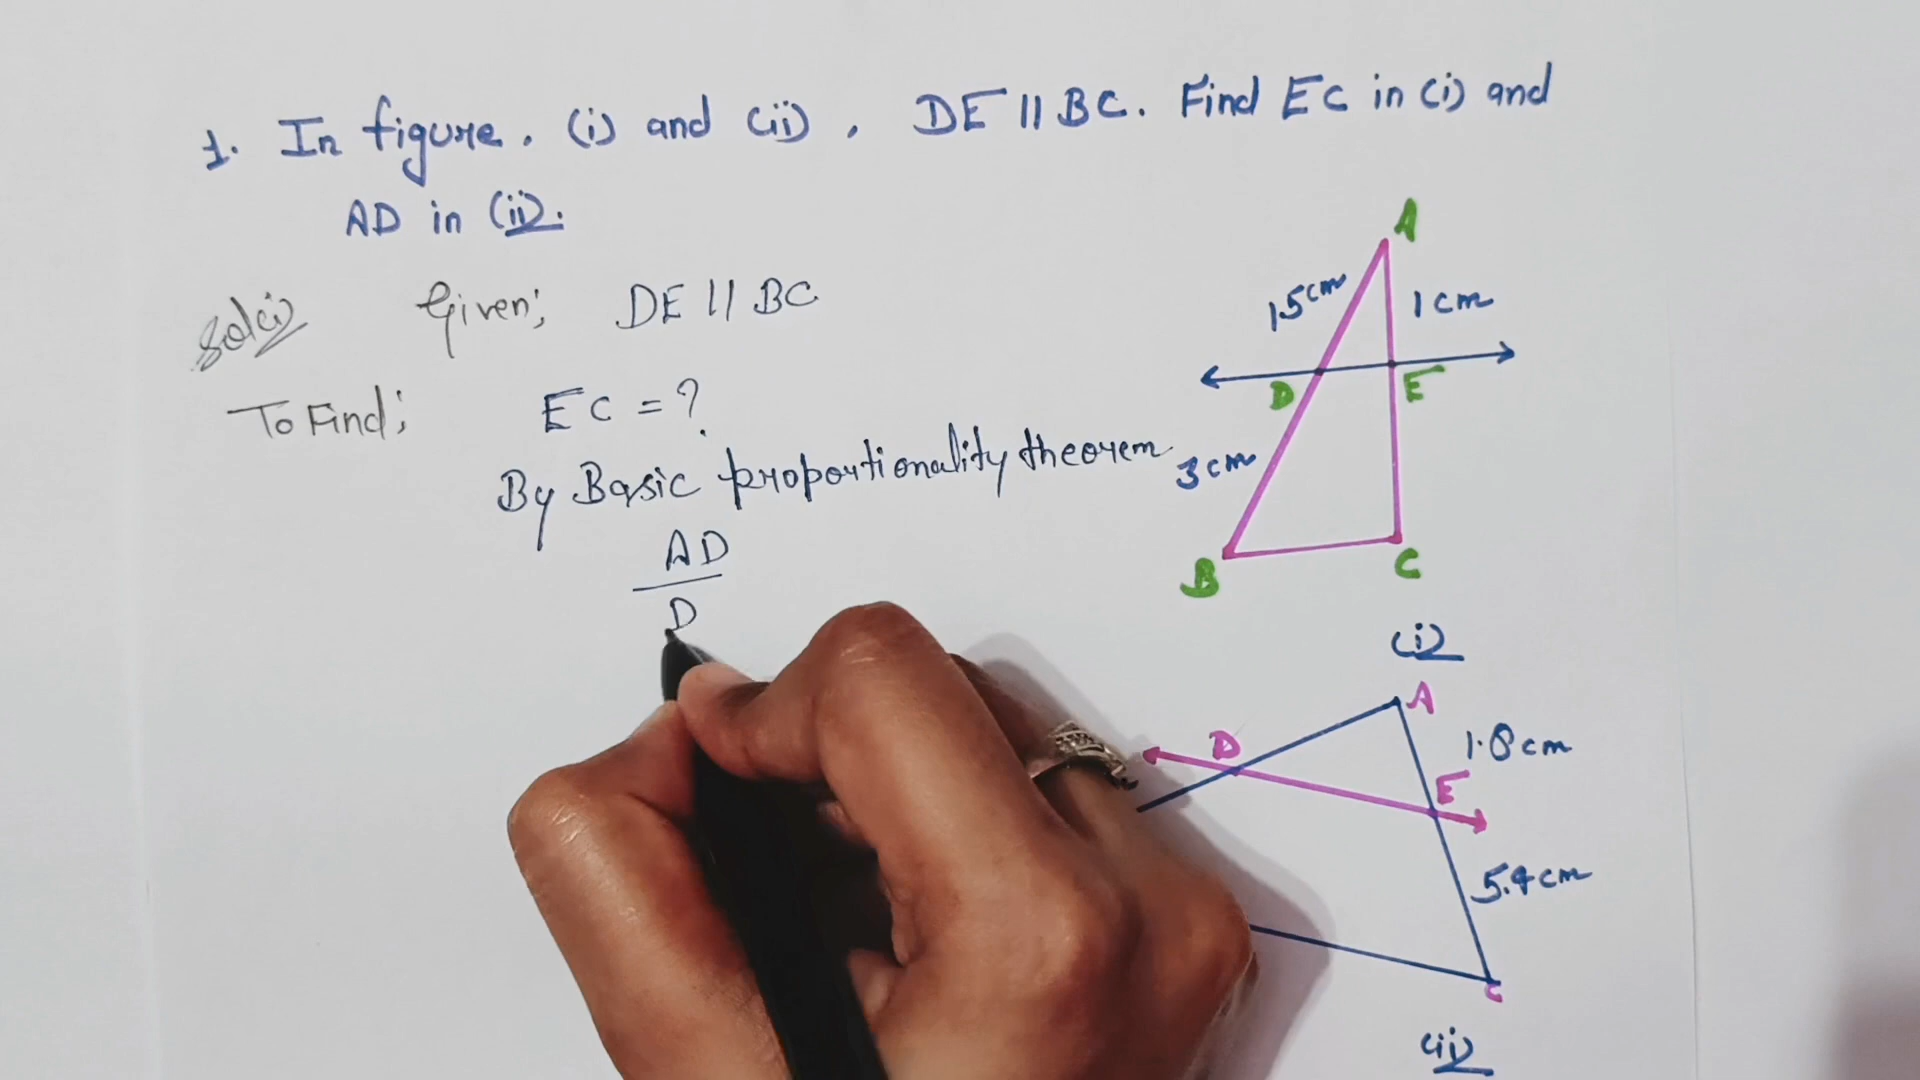 1. In figure. (i) and (ii), DE || BC. Find EC in (i) and
AD in (ii).
Sol(i) Given; DE || BC
To Find; EC = ?
By Basic proportionality theorem
AD
D
A
1.5cm
1cm
D
E
3cm
B
C
(i)
A
D
1.8cm
E
5.4cm
C
(ii)